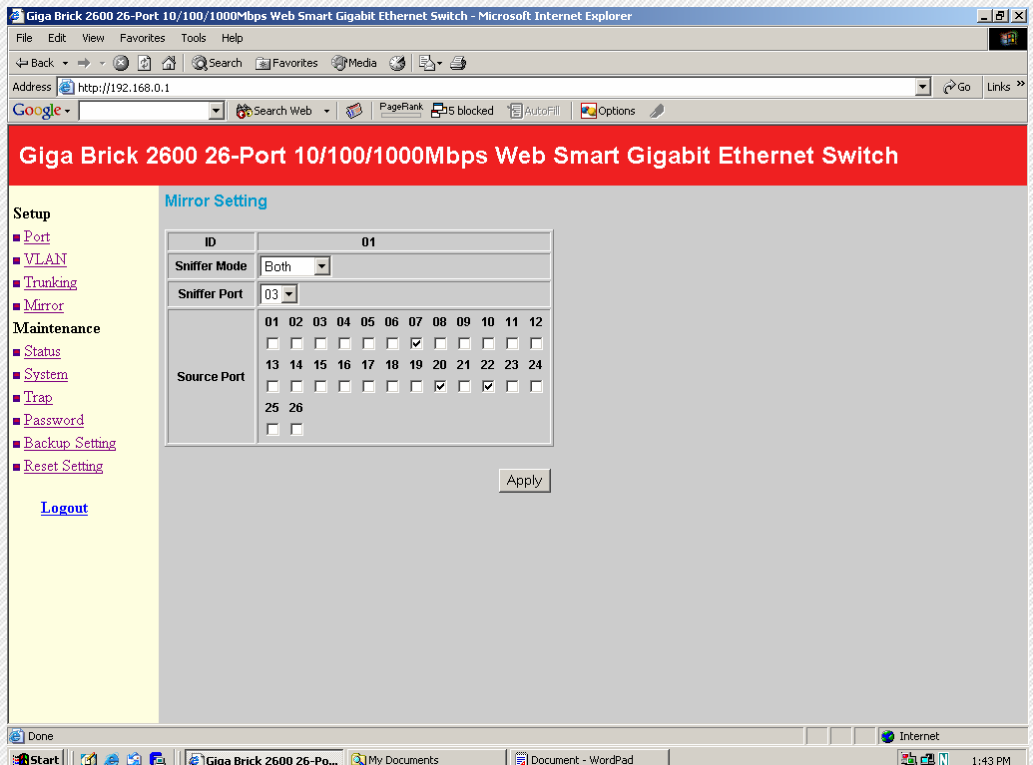 Giga Brick 2600 26-Port 10/100/1000Mbps Web Smart Gigabit Ethernet Switch - Microsoft Internet Explorer
File Edit View Favorites Tools Help
Back Search Favorites Media
Address http://192.168.0.1 Go Links »
Google Search Web PageRank 5 blocked AutoFill Options
Giga Brick 2600 26-Port 10/100/1000Mbps Web Smart Gigabit Ethernet Switch
Setup
Port
VLAN
Trunking
Mirror
Maintenance
Status
System
Trap
Password
Backup Setting
Reset Setting
Logout
Mirror Setting
ID 01
Sniffer Mode Both
Sniffer Port 03
Source Port
01 02 03 04 05 06 07 08 09 10 11 12
13 14 15 16 17 18 19 20 21 22 23 24
25 26
Apply
Done Internet
Start Giga Brick 2600 26-Po... My Documents Document - WordPad 1:43 PM